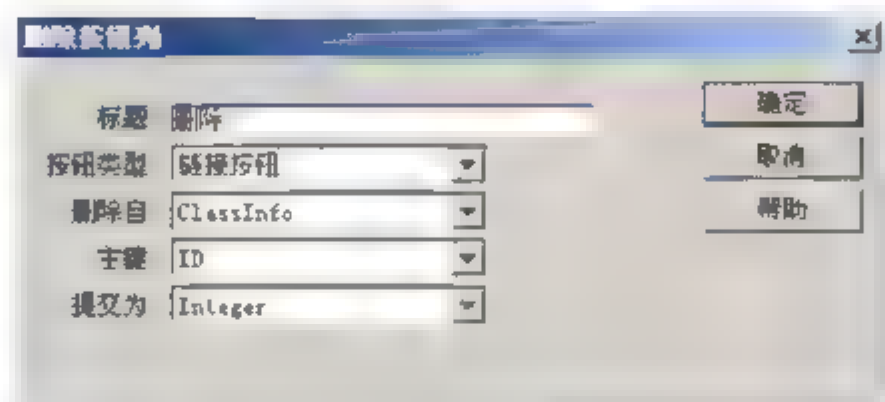 删除按钮列
标题 删除
按钮类型 链接按钮
删除自 ClassInfo
主键 ID
提交为 Integer
确定
取消
帮助